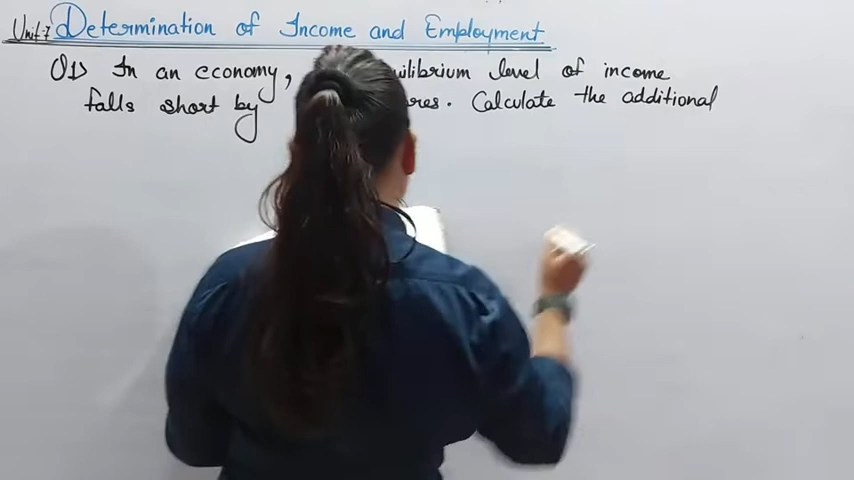 Unit-7 Determination of Income and Employment
Q1) In an economy, uilibrium level of income
falls short by res. Calculate the additional